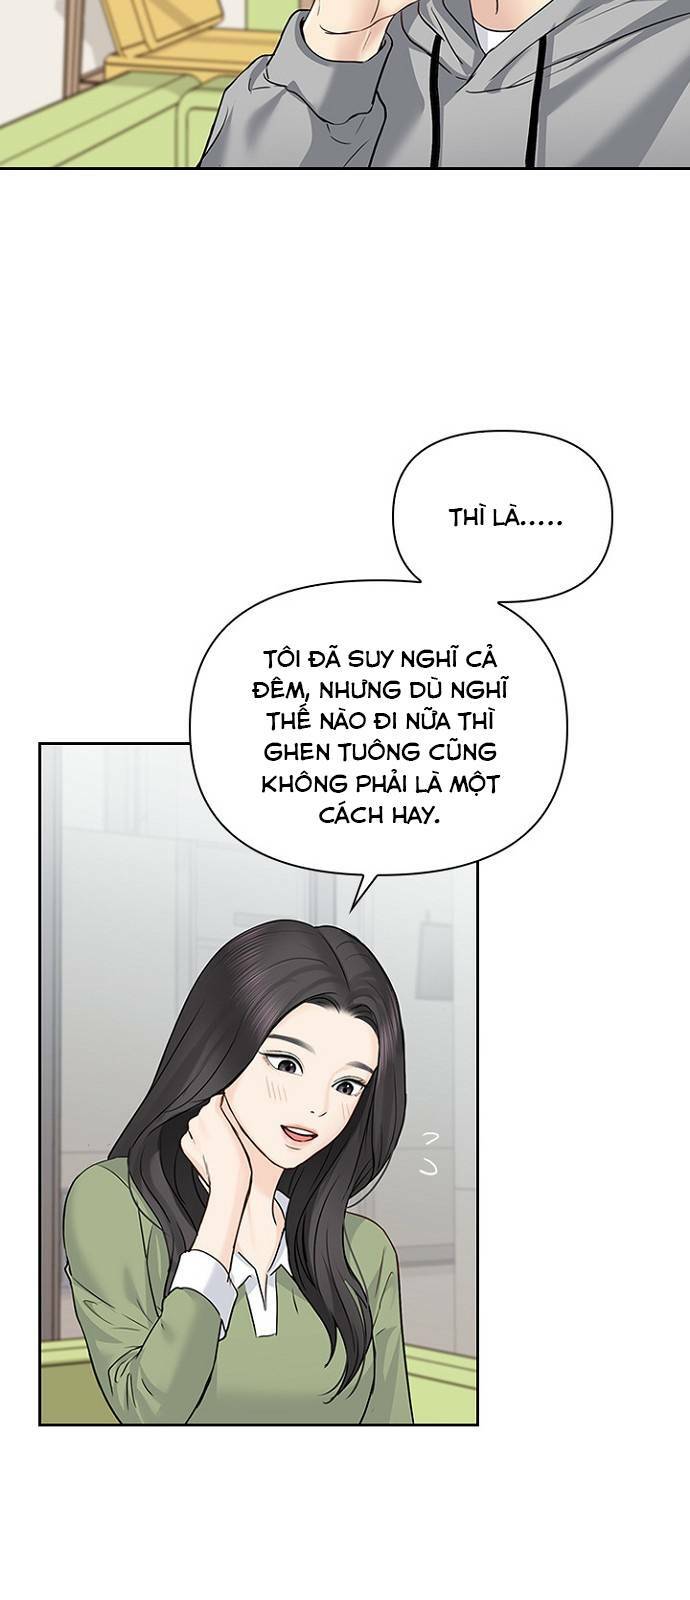 THÌ LÀ.....
TÔI ĐÃ SUY NGHĨ CẢ
ĐÊM, NHƯNG DÙ NGHĨ
THẾ NÀO ĐI NỮA THÌ
GHEN TUÔNG CŨNG
KHÔNG PHẢI LÀ MỘT
CÁCH HAY.